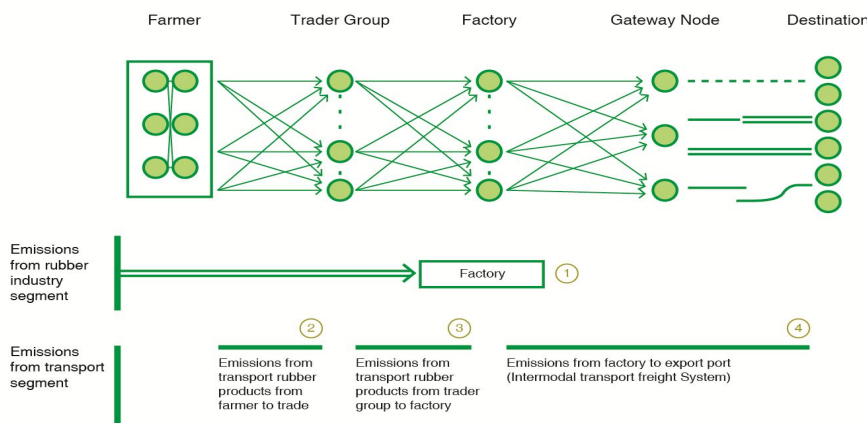 Farmer
Trader Group
Factory
Gateway Node
Destination
Emissions
from rubber
industry
segment
Factory
1
2
3
4
Emissions
from transport
segment
Emissions from
transport rubber
products from
farmer to trade
Emissions from
transport rubber
products from trader
group to factory
Emissions from factory to export port
(Intermodal transport freight System)